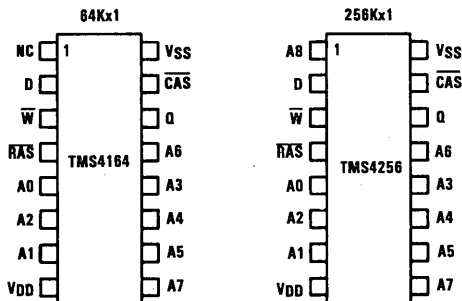 64Kx1
NC 1 VSS
D CAS
W Q
RAS A6
TMS4164
A0 A3
A2 A4
A1 A5
VDD A7
256Kx1
A8 1 VSS
D CAS
W Q
RAS A6
TMS4256
A0 A3
A2 A4
A1 A5
VDD A7